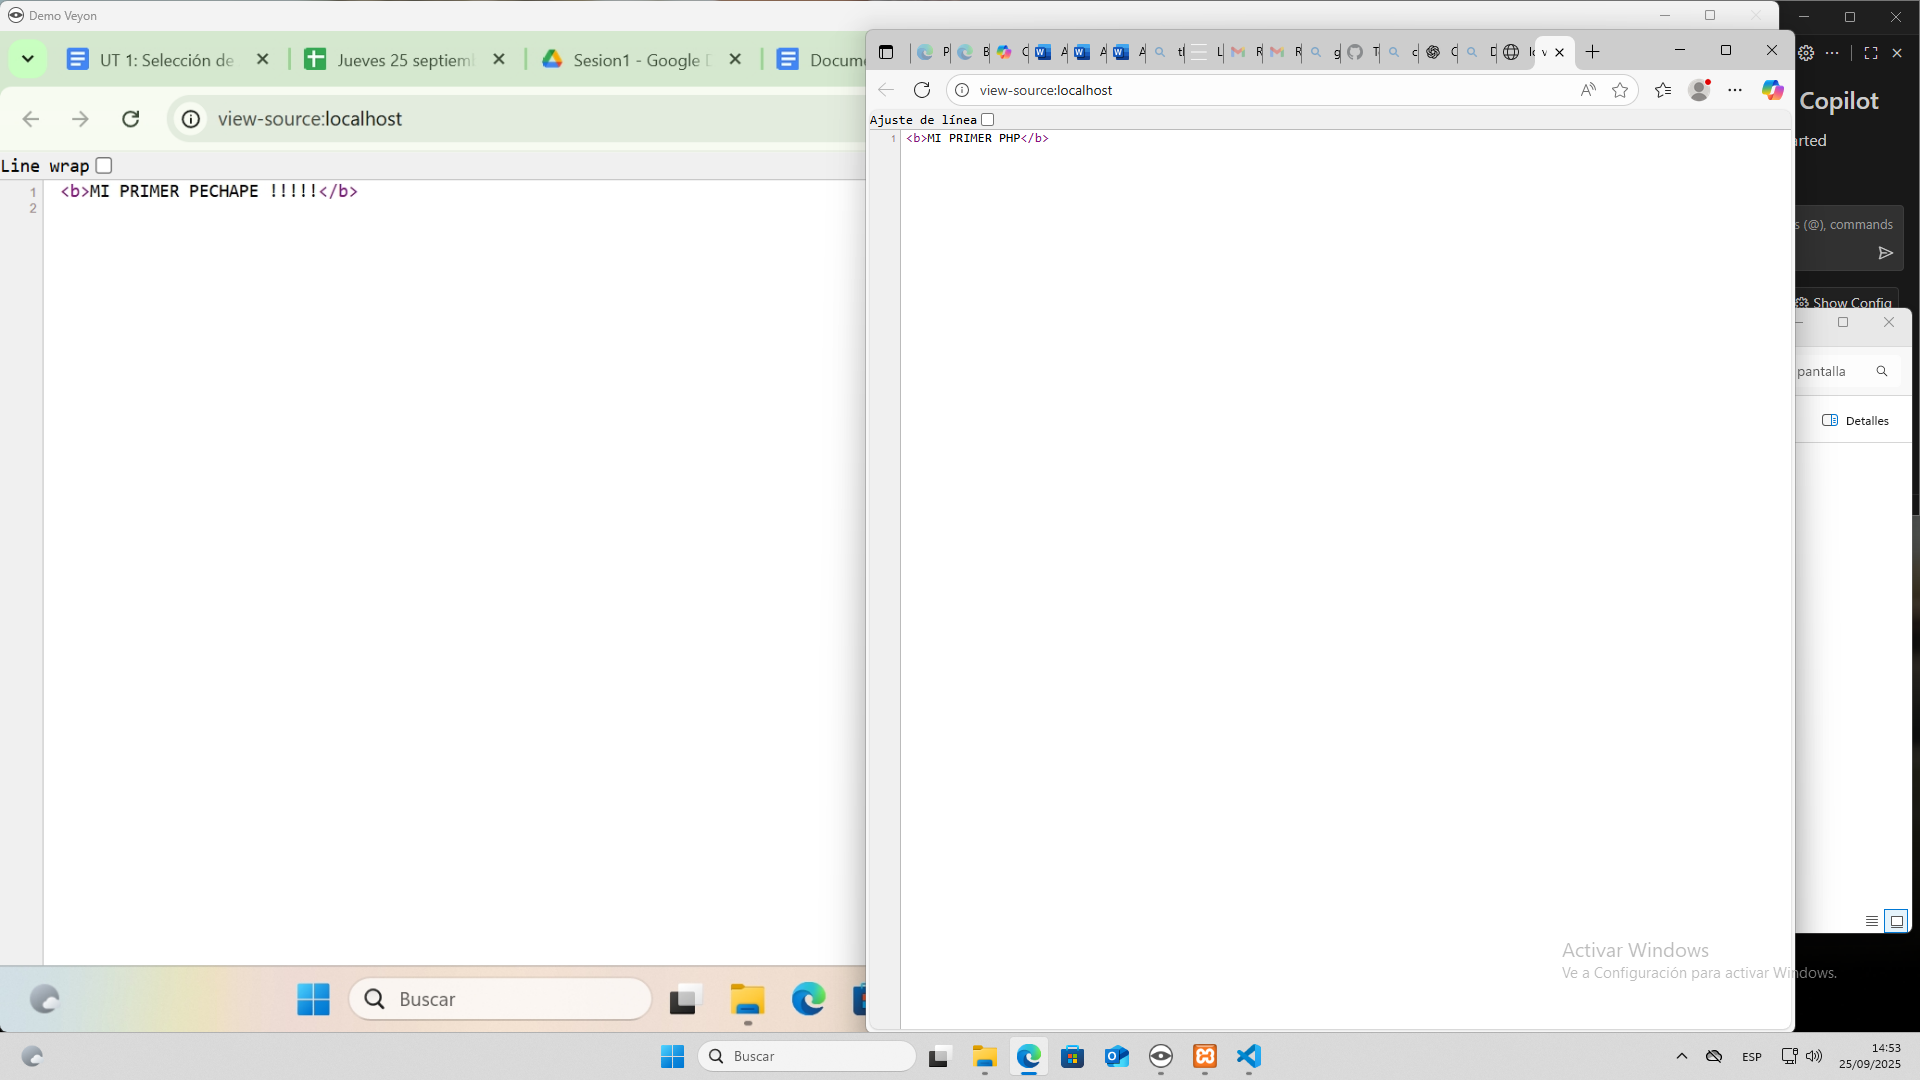 Demo Veyon
UT 1: Selección de
Jueves 25 septiem
Sesion1 - Google D
Docume
view-source:localhost
Line wrap
1 <b>MI PRIMER PECHAPE !!!!!</b>
2
Buscar
view-source:localhost
Ajuste de línea
1 <b>MI PRIMER PHP</b>
Copilot
arted
s (@), commands
Show Config
pantalla
Detalles
Activar Windows
Ve a Configuración para activar Windows.
Buscar
ESP
14:53
25/09/2025